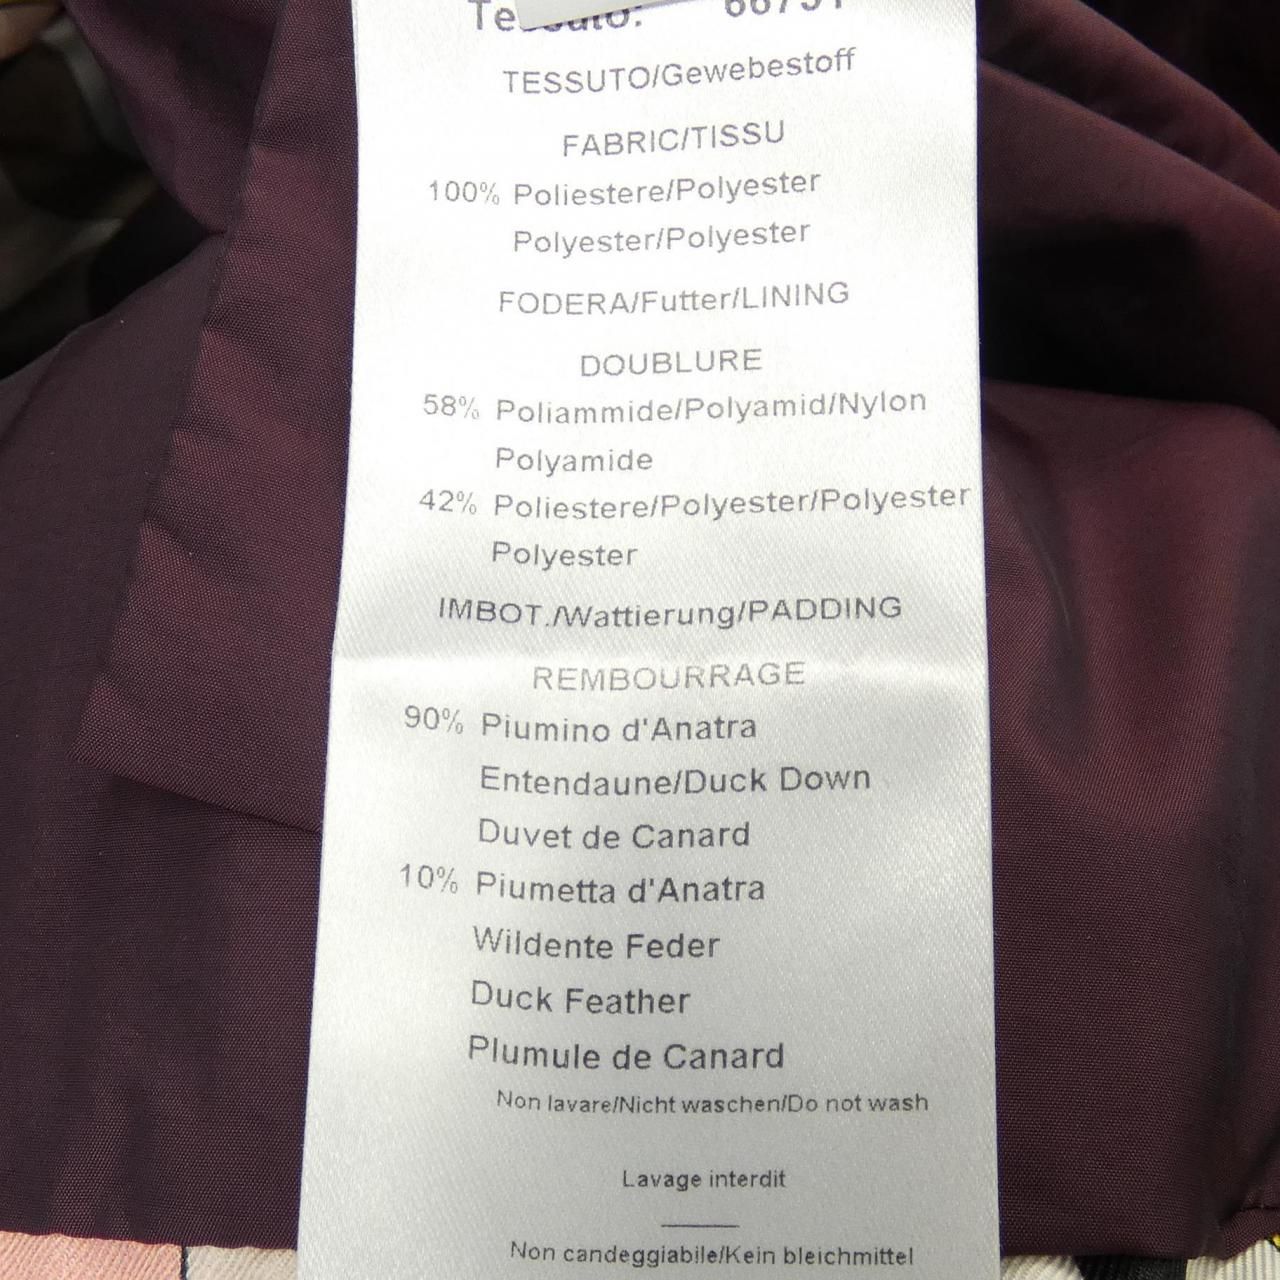 TESSUTO/Gewebestoff
FABRIC/TISSU
100% Poliestere/Polyester
Polyester/Polyester
FODERA/Futter/LINING
DOUBLURE
58% Poliammide/Polyamid/Nylon
Polyamide
42% Poliestere/Polyester/Polyester
Polyester
IMBOT./Wattierung/PADDING
REMBOURRAGE
90% Piumino d'Anatra
Entendaune/Duck Down
Duvet de Canard
10% Piumetta d'Anatra
Wildente Feder
Duck Feather
Plumule de Canard
Non lavare/Nicht waschen/Do not wash
Lavage interdit
Non candeggiabile/Kein bleichmittel